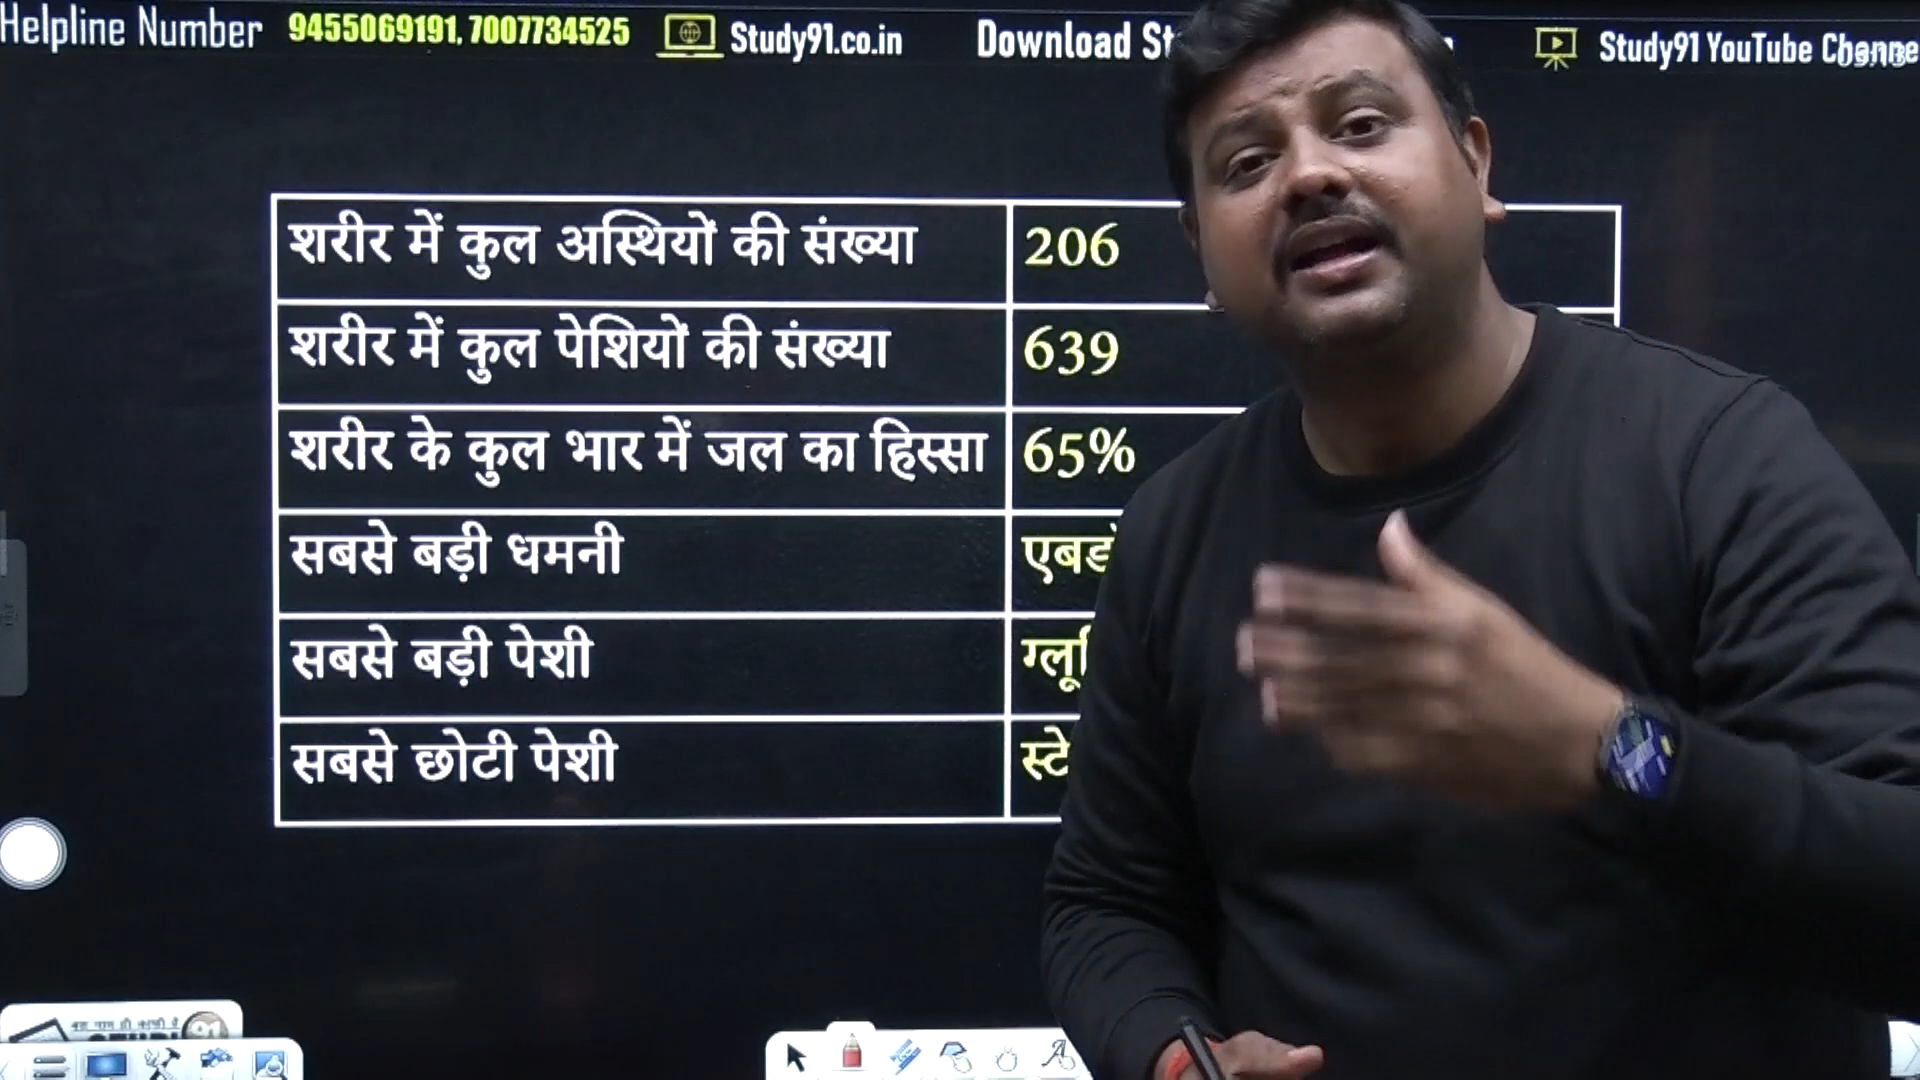 Helpline Number 9455069191, 7007734525 Study91.co.in Download Study91 YouTube Channe
शरीर में कुल अस्थियों की संख्या 206
शरीर में कुल पेशियों की संख्या 639
शरीर के कुल भार में जल का हिस्सा 65%
सबसे बड़ी धमनी
सबसे बड़ी पेशी
सबसे छोटी पेशी